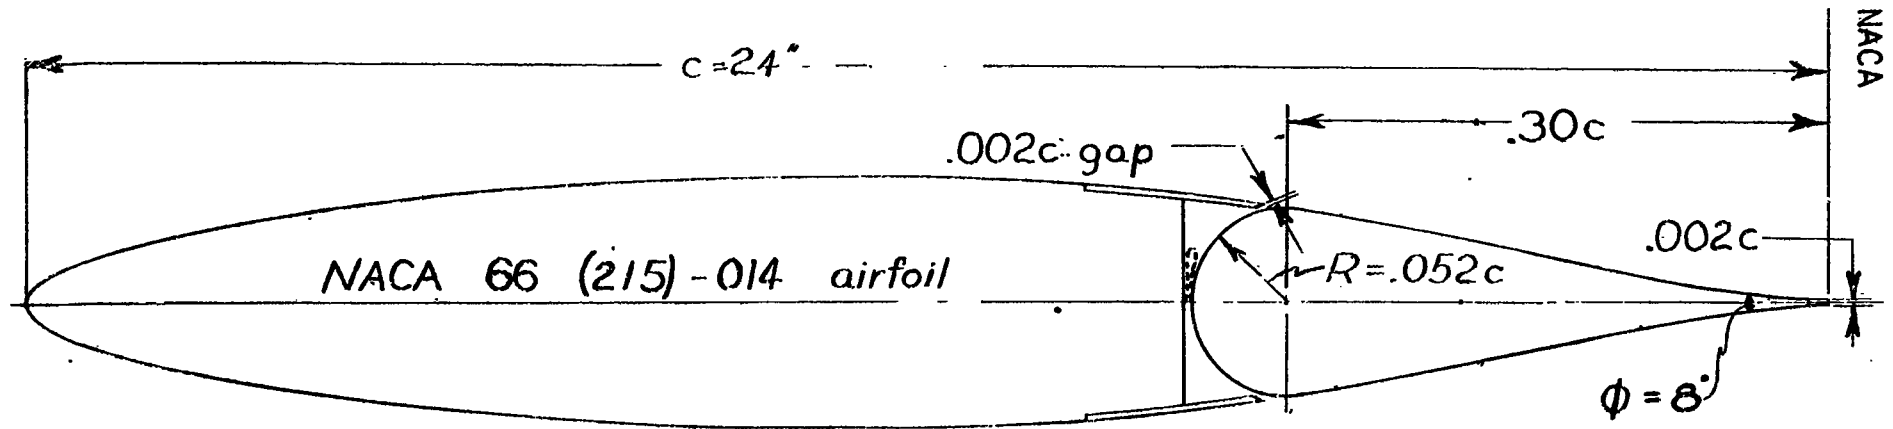 c=24"
NACA
.30c
.002c gap
.002c
NACA 66 (215)-014 airfoil
R=.052c
ϕ=8°